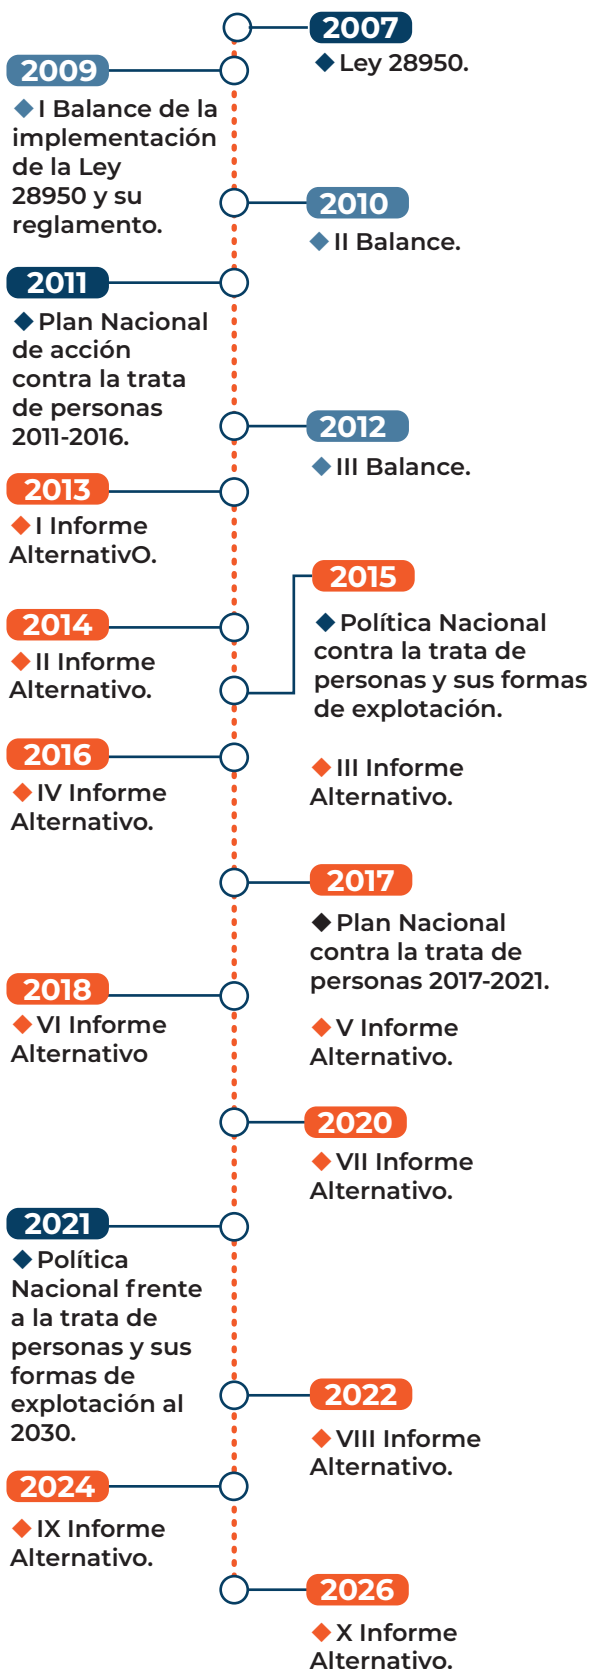 2007
Ley 28950.
2009
I Balance de la
implementación
de la Ley
28950 y su
reglamento.
2010
II Balance.
2011
Plan Nacional
de acción
contra la trata
de personas
2011-2016.
2012
III Balance.
2013
I Informe
AlternativO.
2014
II Informe
Alternativo.
2015
Política Nacional
contra la trata de
personas y sus formas
de explotación.
III Informe
Alternativo.
2016
IV Informe
Alternativo.
2017
Plan Nacional
contra la trata de
personas 2017-2021.
V Informe
Alternativo.
2018
VI Informe
Alternativo
2020
VII Informe
Alternativo.
2021
Política
Nacional frente
a la trata de
personas y sus
formas de
explotación al
2030.
2022
VIII Informe
Alternativo.
2024
IX Informe
Alternativo.
2026
X Informe
Alternativo.